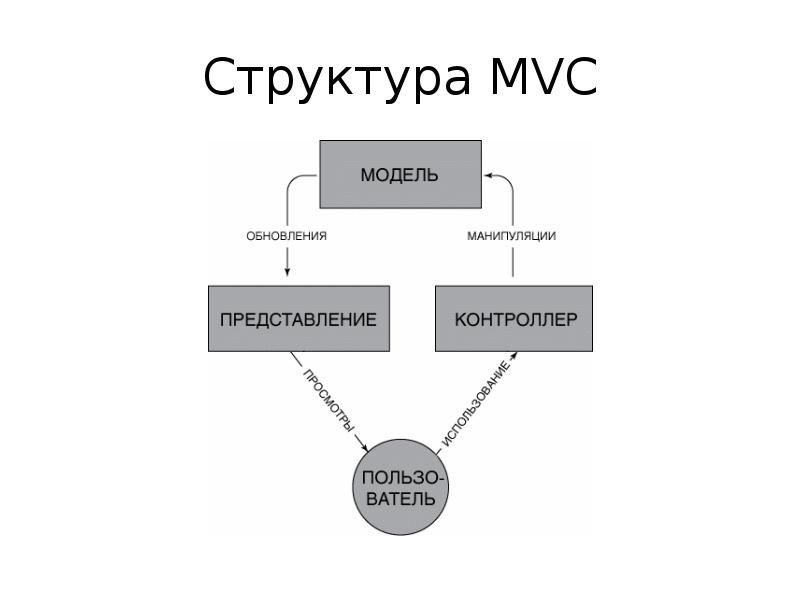 Структура MVC
МОДЕЛЬ
ОБНОВЛЕНИЯ
МАНИПУЛЯЦИИ
ПРЕДСТАВЛЕНИЕ
КОНТРОЛЛЕР
ПРОСМОТРЫ
ИСПОЛЬЗОВАНИЕ
ПОЛЬЗО-
ВАТЕЛЬ